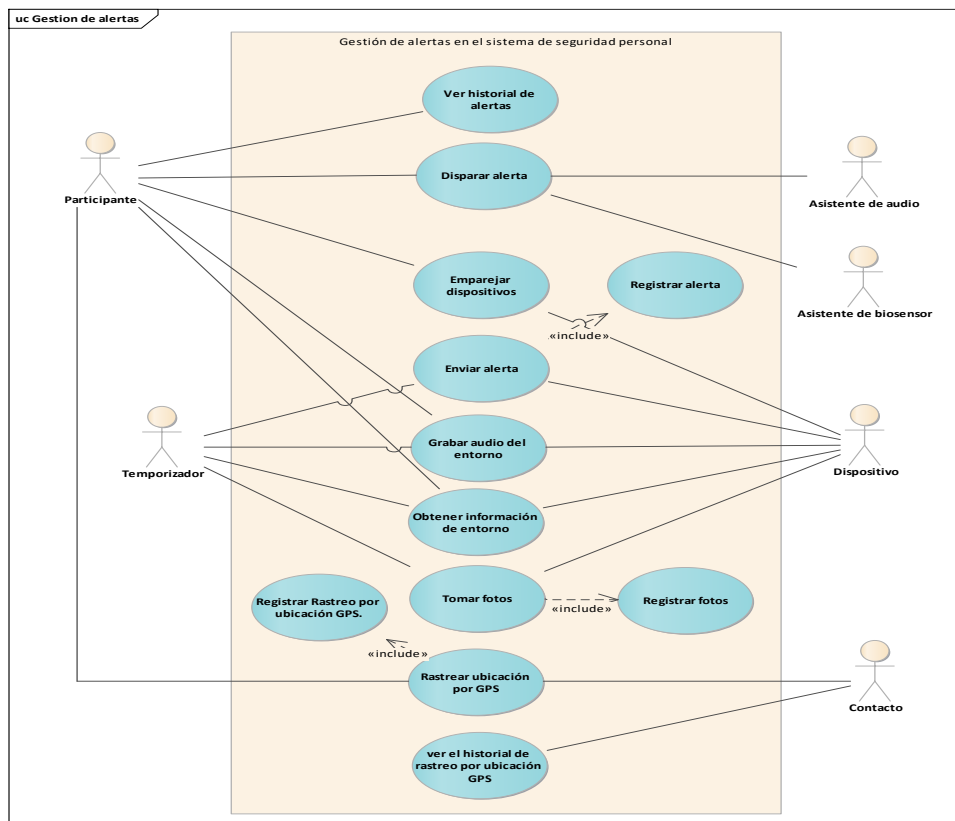 uc Gestion de alertas
Gestión de alertas en el sistema de seguridad personal
Ver historial de
alertas
Participante
Disparar alerta
Asistente de audio
Emparejar
dispositivos
Registrar alerta
Asistente de biosensor
«include»
Enviar alerta
Temporizador
Grabar audio del
entorno
Dispositivo
Obtener información
de entorno
Registrar Rastreo por
ubicación GPS.
Tomar fotos
«include»
Registrar fotos
«include»
Rastrear ubicación
por GPS
Contacto
ver el historial de
rastreo por ubicación
GPS